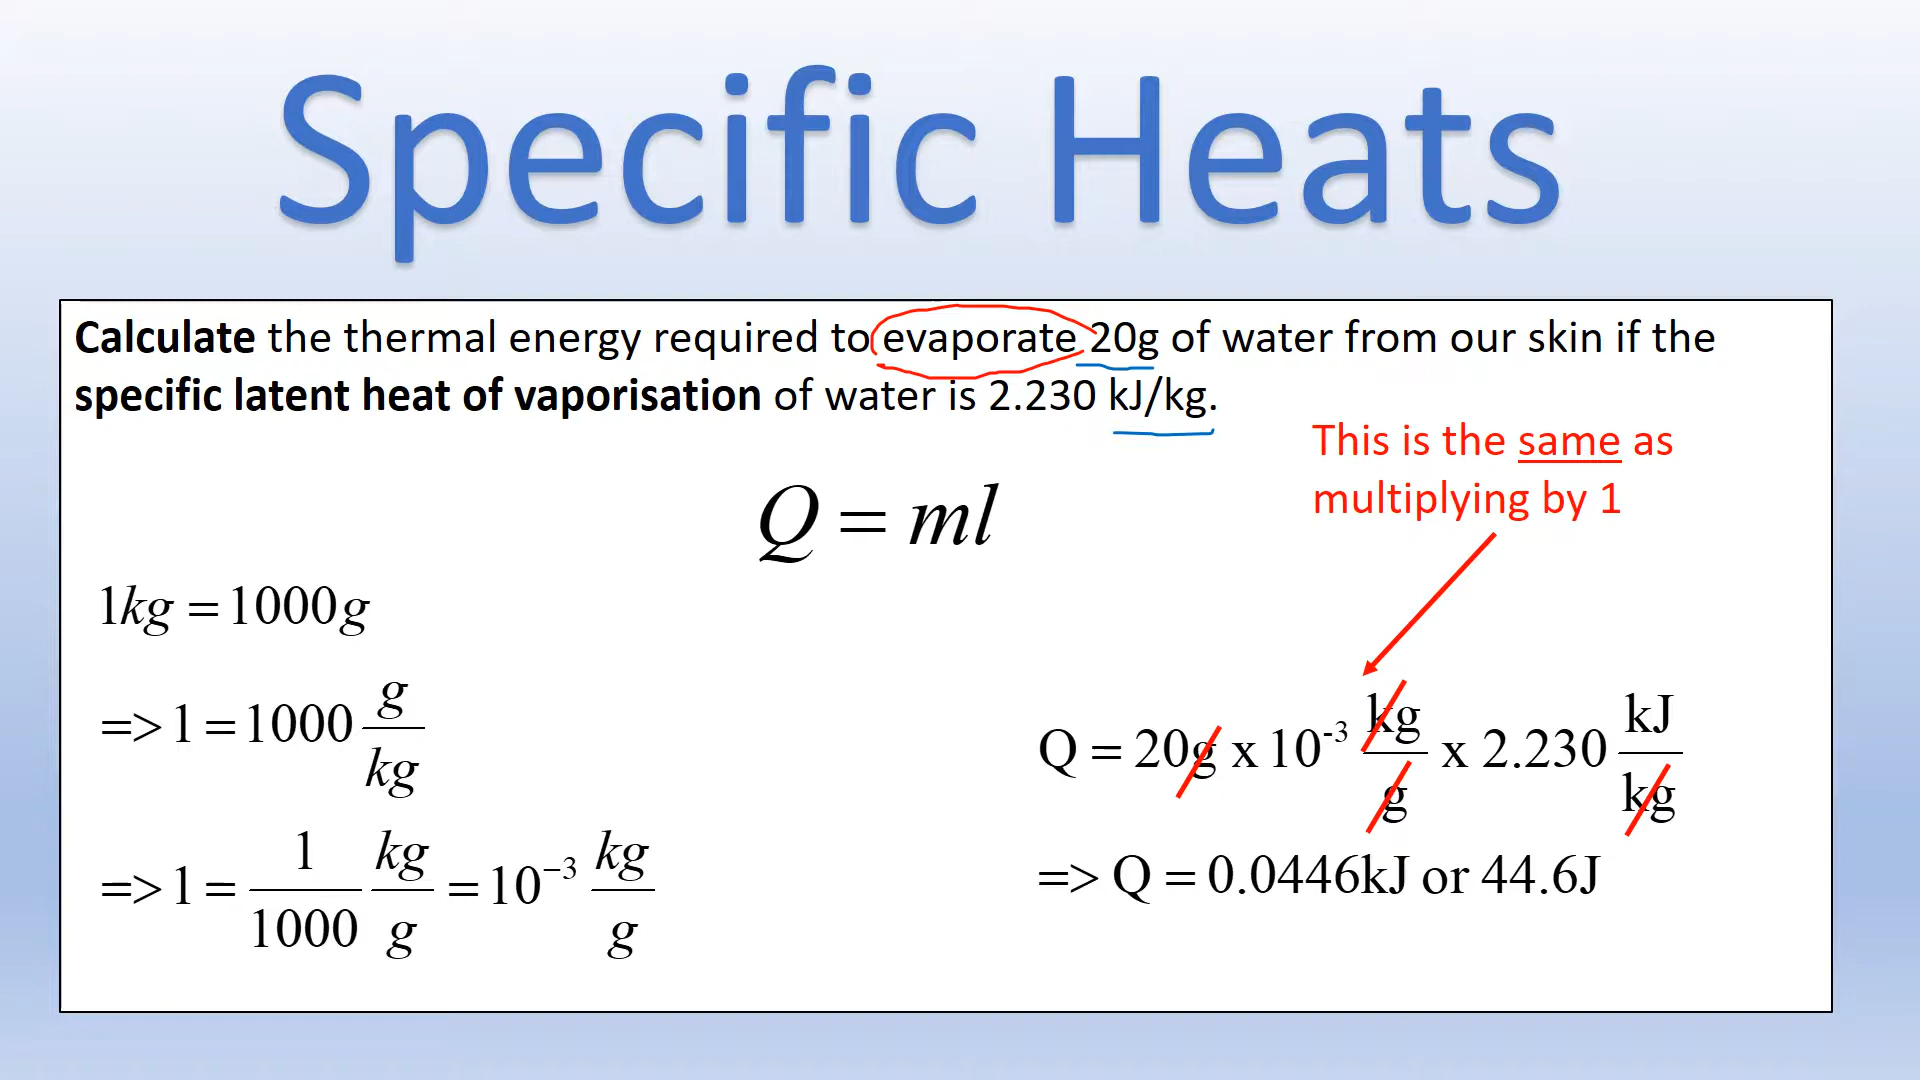 Specific Heats
Calculate the thermal energy required to evaporate 20g of water from our skin if the
specific latent heat of vaporisation of water is 2.230 kJ/kg.
This is the same as
multiplying by 1
Q = ml
1kg = 1000g
=> 1 = 1000 g/kg
=> 1 = 1/1000 kg/g = 10⁻³ kg/g
Q = 20g x 10⁻³ kg/g x 2.230 kJ/kg
=> Q = 0.0446kJ or 44.6J